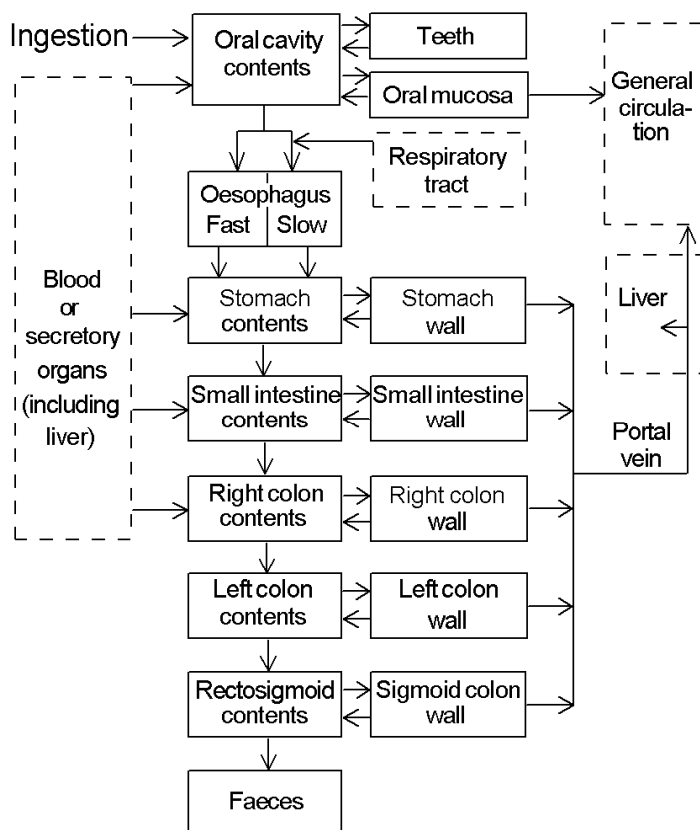 Ingestion
Oral cavity
contents
Teeth
Oral mucosa
General
circula-
tion
Respiratory
tract
Oesophagus
Fast
Slow
Blood
or
secretory
organs
(including
liver)
Stomach
contents
Stomach
wall
Liver
Small intestine
contents
Small intestine
wall
Portal
vein
Right colon
contents
Right colon
wall
Left colon
contents
Left colon
wall
Rectosigmoid
contents
Sigmoid colon
wall
Faeces